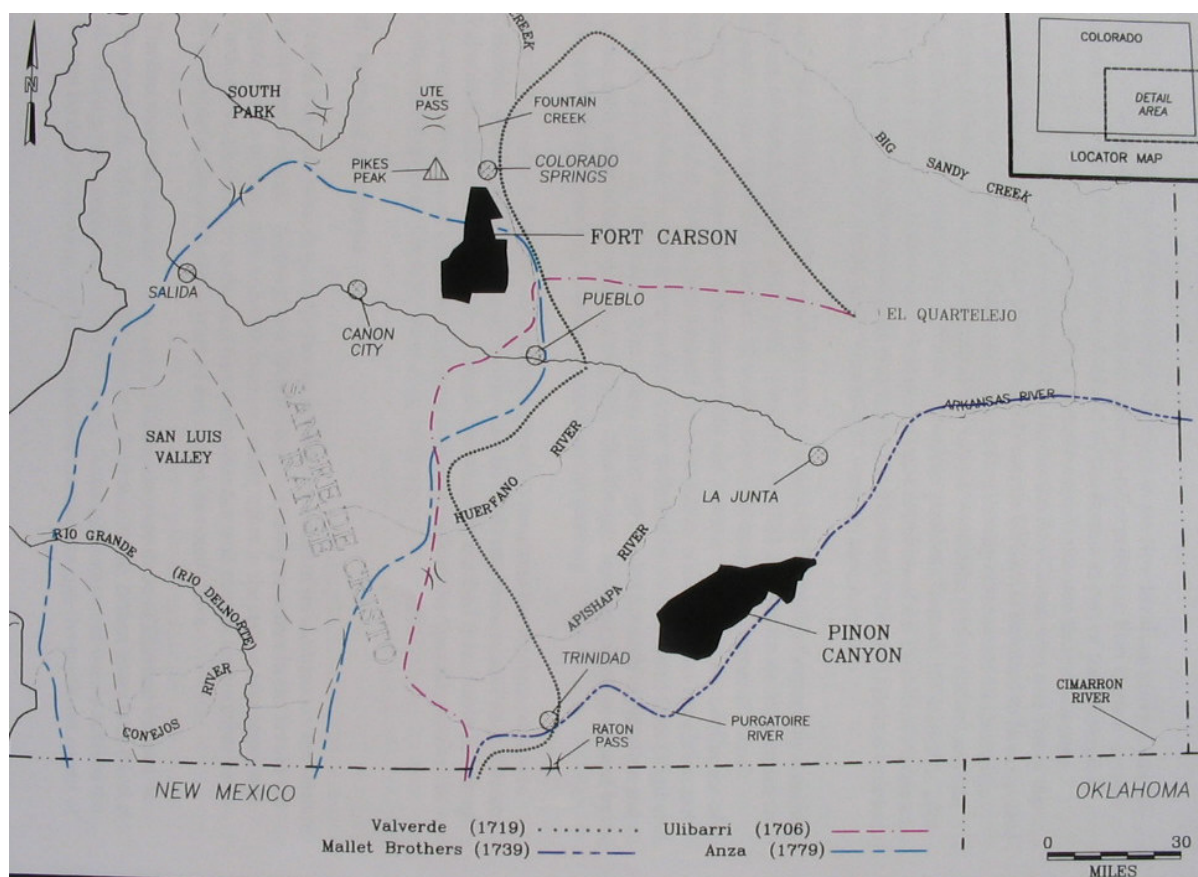 N
CREEK
COLORADO
DETAIL
AREA
LOCATOR MAP
SOUTH
PARK
UTE
PASS
FOUNTAIN
CREEK
PIKES
PEAK
COLORADO
SPRINGS
BIG SANDY CREEK
FORT CARSON
SALIDA
CANON
CITY
PUEBLO
EL QUARTELEJO
ARKANSAS RIVER
SAN LUIS
VALLEY
SANGRE DE CRISTO
RANGE
HUERFANO RIVER
LA JUNTA
RIO GRANDE
(RIO DELNORTE)
APISHAPA RIVER
PINON
CANYON
TRINIDAD
CONEJOS RIVER
RATON
PASS
PURGATOIRE
RIVER
CIMARRON
RIVER
NEW MEXICO
OKLAHOMA
Valverde (1719)
Ulibarri (1706)
Mallet Brothers (1739)
Anza (1779)
0 30
MILES